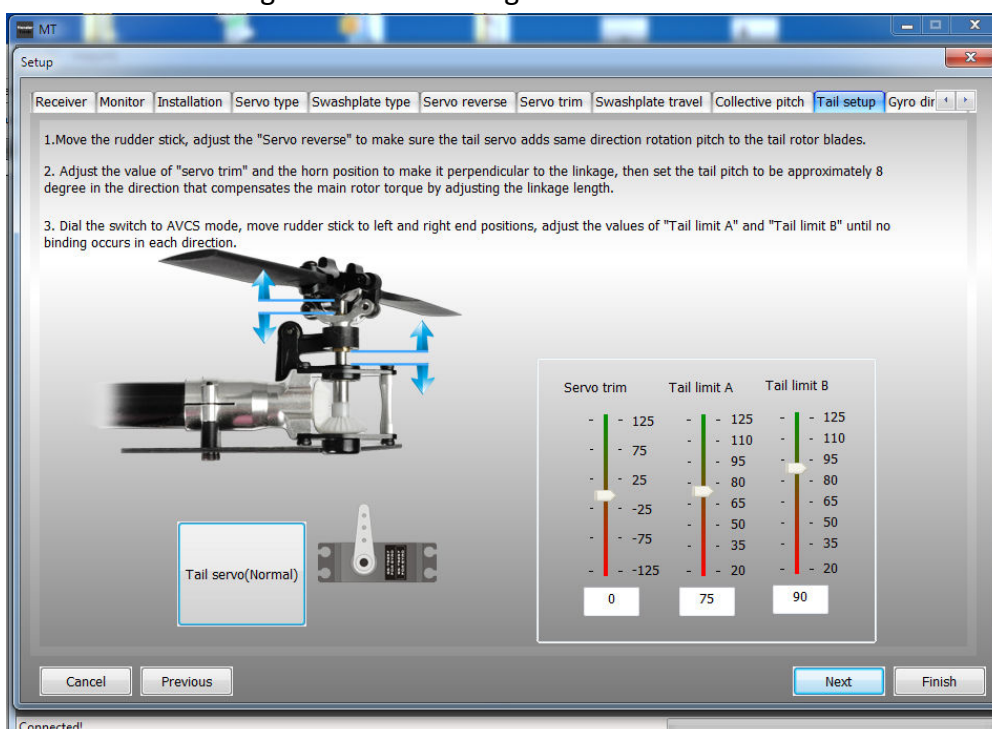 MT
Setup
Receiver Monitor Installation Servo type Swashplate type Servo reverse Servo trim Swashplate travel Collective pitch Tail setup Gyro dir
1.Move the rudder stick, adjust the "Servo reverse" to make sure the tail servo adds same direction rotation pitch to the tail rotor blades.
2. Adjust the value of "servo trim" and the horn position to make it perpendicular to the linkage, then set the tail pitch to be approximately 8
degree in the direction that compensates the main rotor torque by adjusting the linkage length.
3. Dial the switch to AVCS mode, move rudder stick to left and right end positions, adjust the values of "Tail limit A" and "Tail limit B" until no
binding occurs in each direction.
Servo trim Tail limit A Tail limit B
- - 125 - - 125 - - 125
- - 110 - - 110
- - 75 - - 95 - - 95
- - 25 - - 80 - - 80
- - -25 - - 65 - - 65
- - 50 - - 50
- - -75 - - 35 - - 35
- - -125 - - 20 - - 20
0 75 90
Tail servo(Normal)
Cancel Previous Next Finish
Connected!